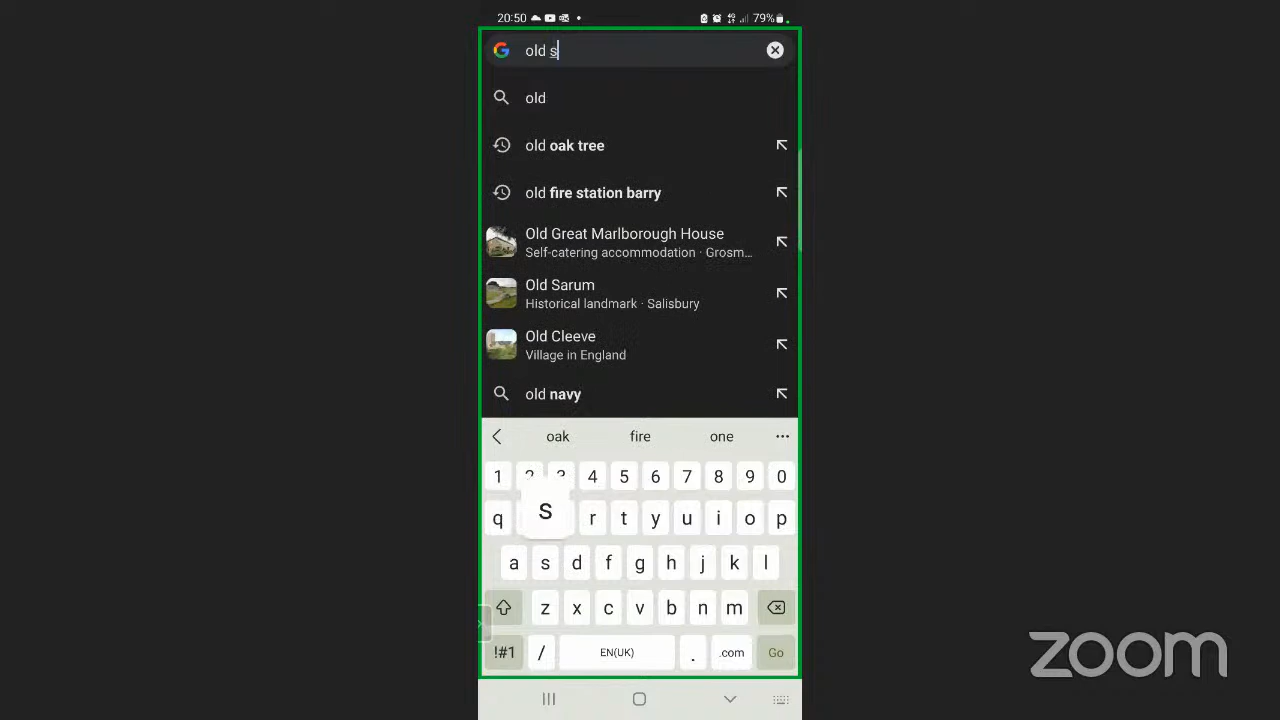 20:50
79%
old s
old
old oak tree
old fire station barry
Old Great Marlborough House
Self-catering accommodation · Grosm...
Old Sarum
Historical landmark · Salisbury
Old Cleeve
Village in England
old navy
oak fire one
1 2 3 4 5 6 7 8 9 0
q s r t y u i o p
a s d f g h j k l
z x c v b n m
!#1 / EN(UK) . .com Go
zoom